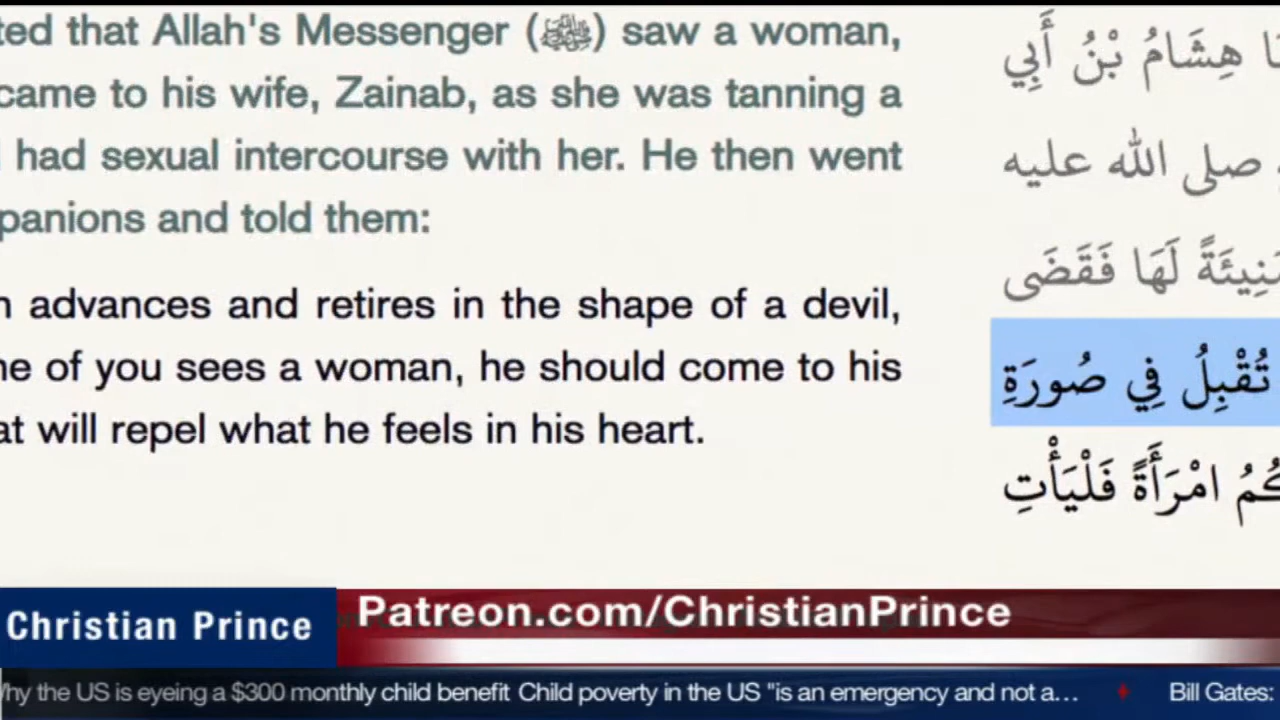 ted that Allah's Messenger (ﷺ) saw a woman,
came to his wife, Zainab, as she was tanning a
had sexual intercourse with her. He then went
panions and told them:
advances and retires in the shape of a devil,
ne of you sees a woman, he should come to his
at will repel what he feels in his heart.
هِشَامُ بْنُ أَبِي
صلى الله عليه
لَهَا فَقَضَى
تُقْبِلُ فِي صُورَةِ
كُمُ امْرَأَةً فَلْيَأْتِ
Christian Prince
Patreon.com/ChristianPrince
hy the US is eyeing a $300 monthly child benefit Child poverty in the US "is an emergency and not a… Bill Gates: